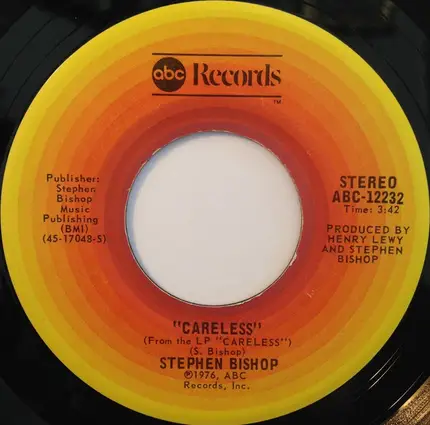 abc Records
™
Publisher:
Stephen
Bishop
Music
Publishing
(BMI)
(45-17048-S)
STEREO
ABC-12232
Time: 3:42
PRODUCED BY
HENRY LEWY
AND STEPHEN
BISHOP
"CARELESS"
(From the LP "CARELESS")
(S. Bishop)
STEPHEN BISHOP
℗1976, ABC
Records, Inc.